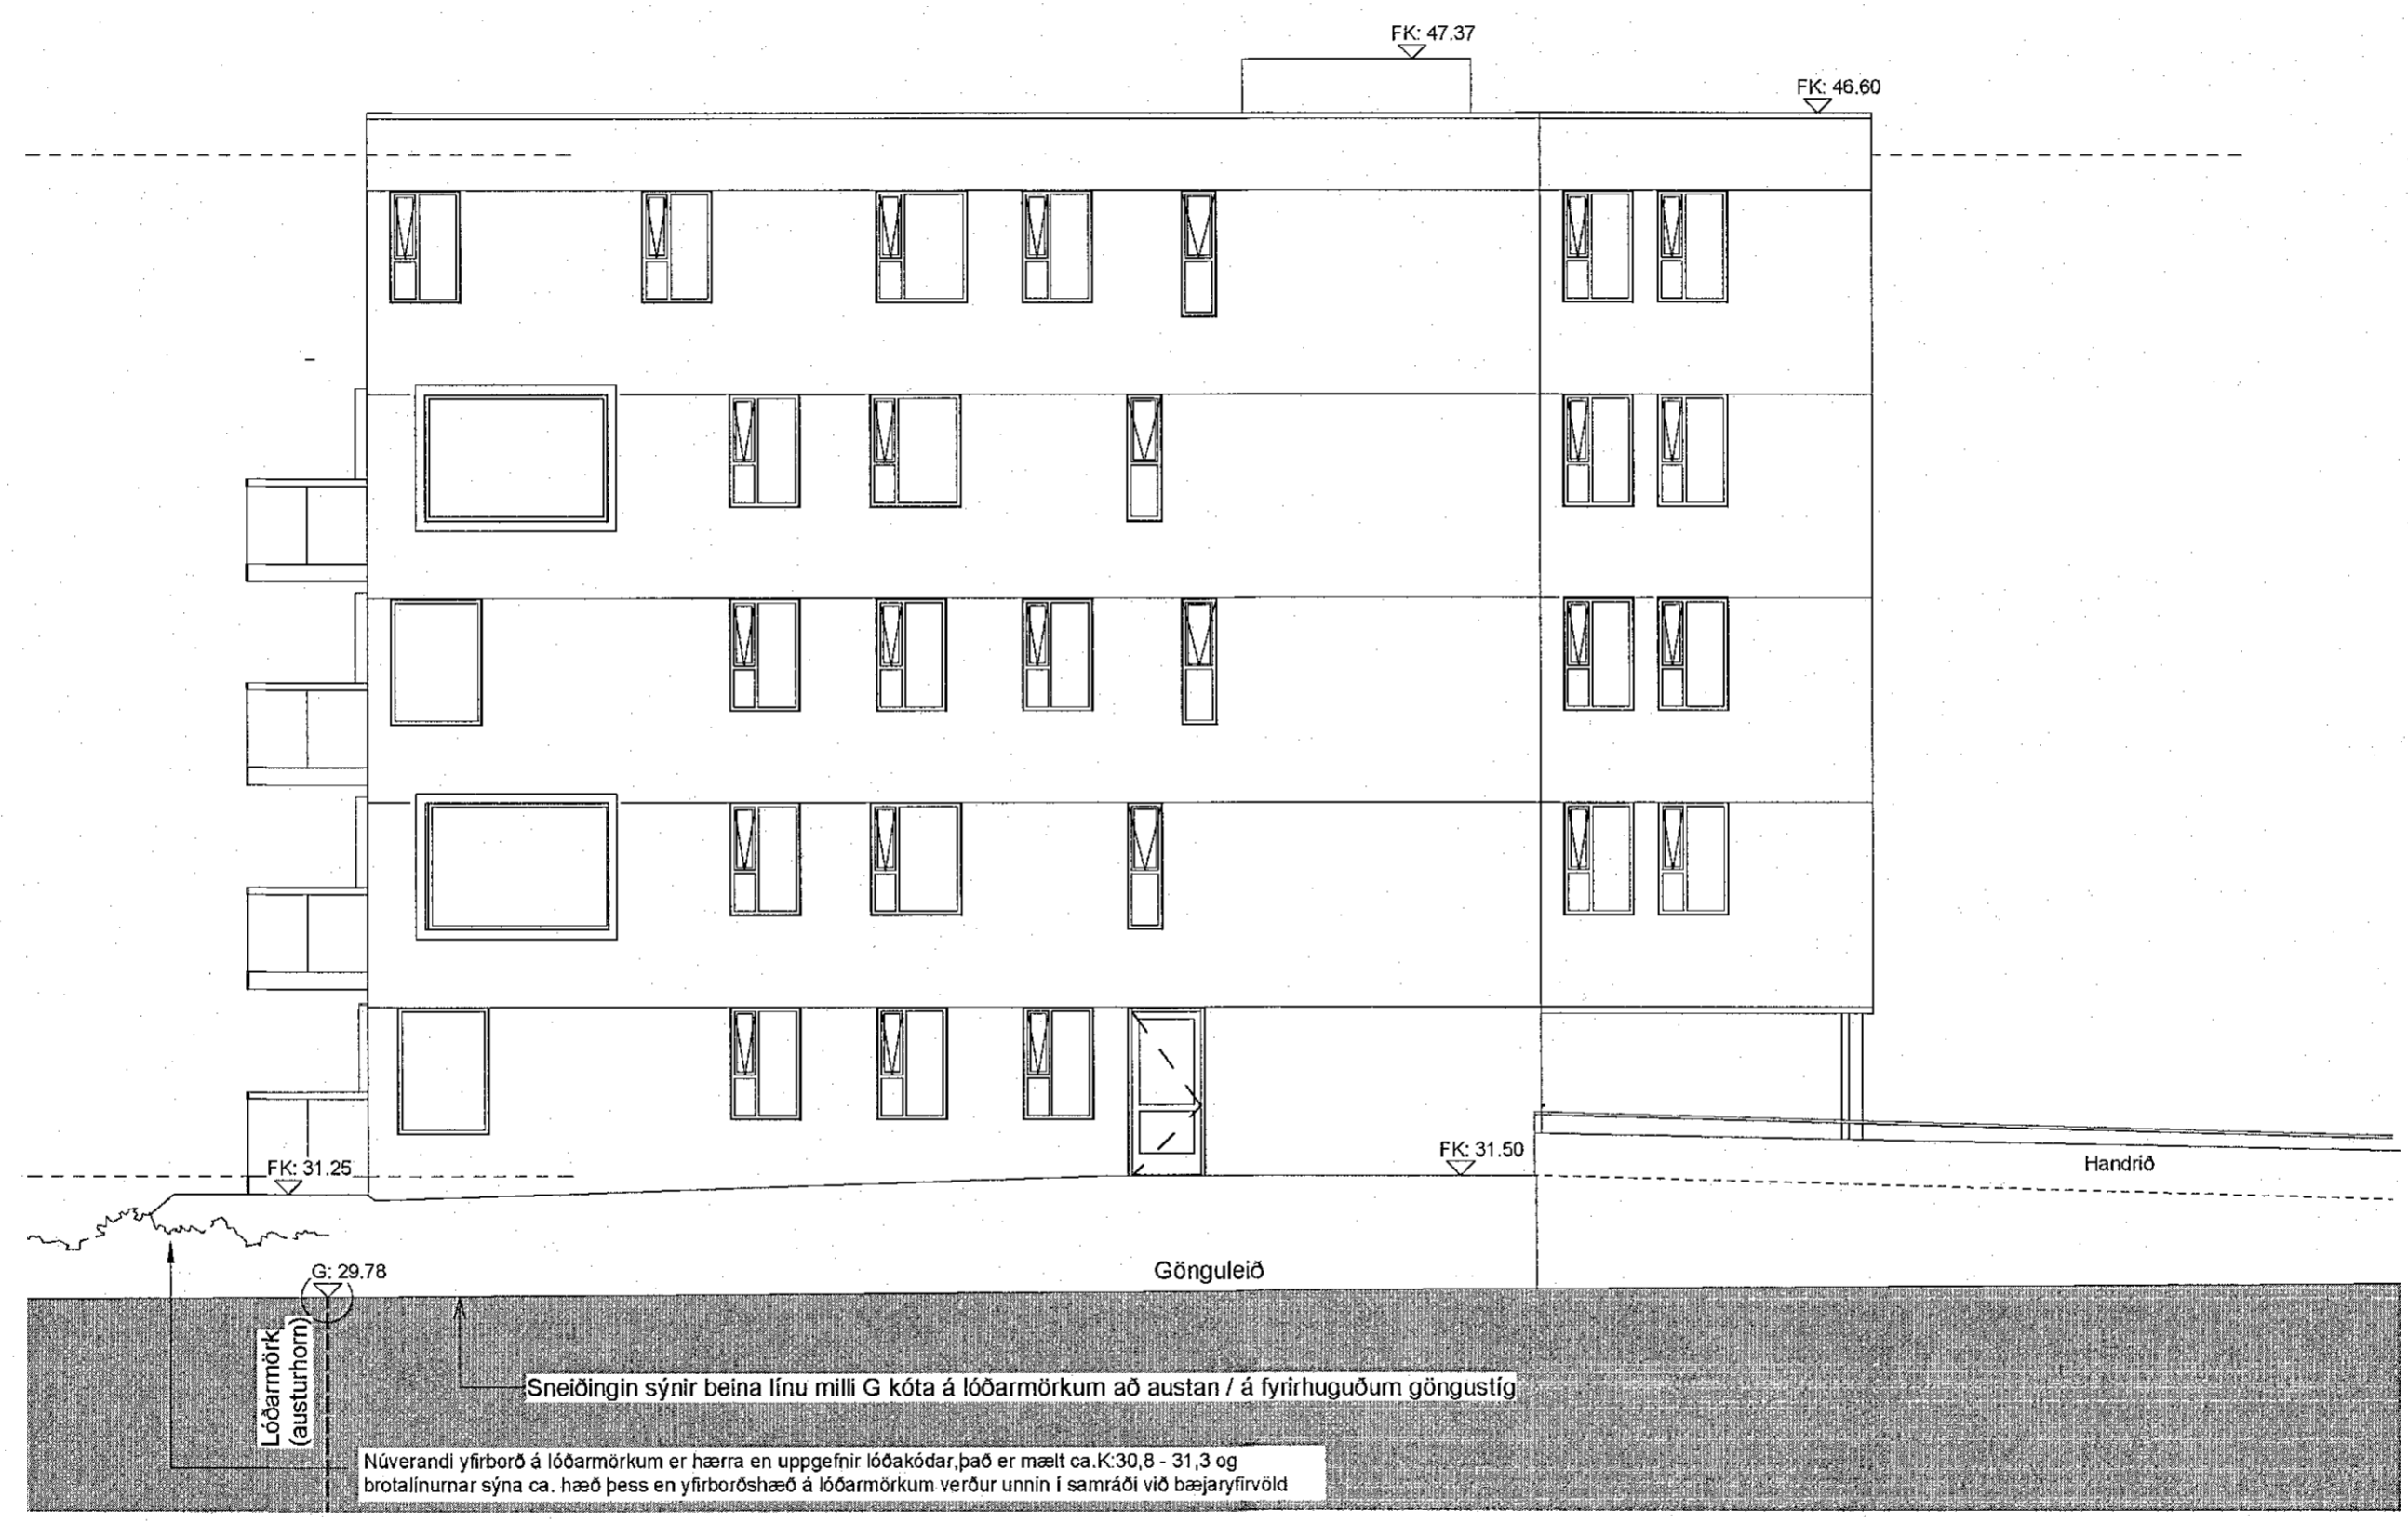 FK: 47.37
FK: 46.60
FK: 31.25
FK: 31.50
Handrið
G: 29.78
Gönguleið
Lóðarmörk
(austurhorn)
Sneiðingin sýnir beina línu milli G kóta á lóðarmörkum að austan / á fyrirhuguðum göngustíg
Núverandi yfirborð á lóðarmörkum er hærra en uppgefnir lóðakódar,það er mælt ca.K:30,8 - 31,3 og
brotalínurnar sýna ca. hæð þess en yfirborðshæð á lóðarmörkum verður unnin í samráði við bæjaryfirvöld